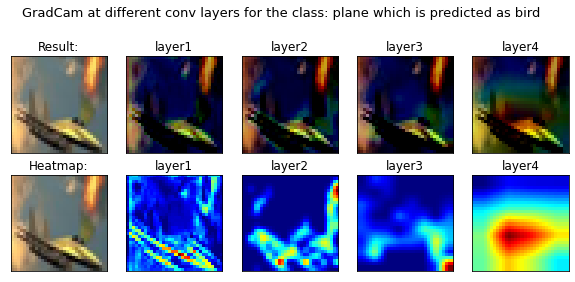 GradCam at different conv layers for the class: plane which is predicted as bird
Result: layer1 layer2 layer3 layer4
Heatmap: layer1 layer2 layer3 layer4